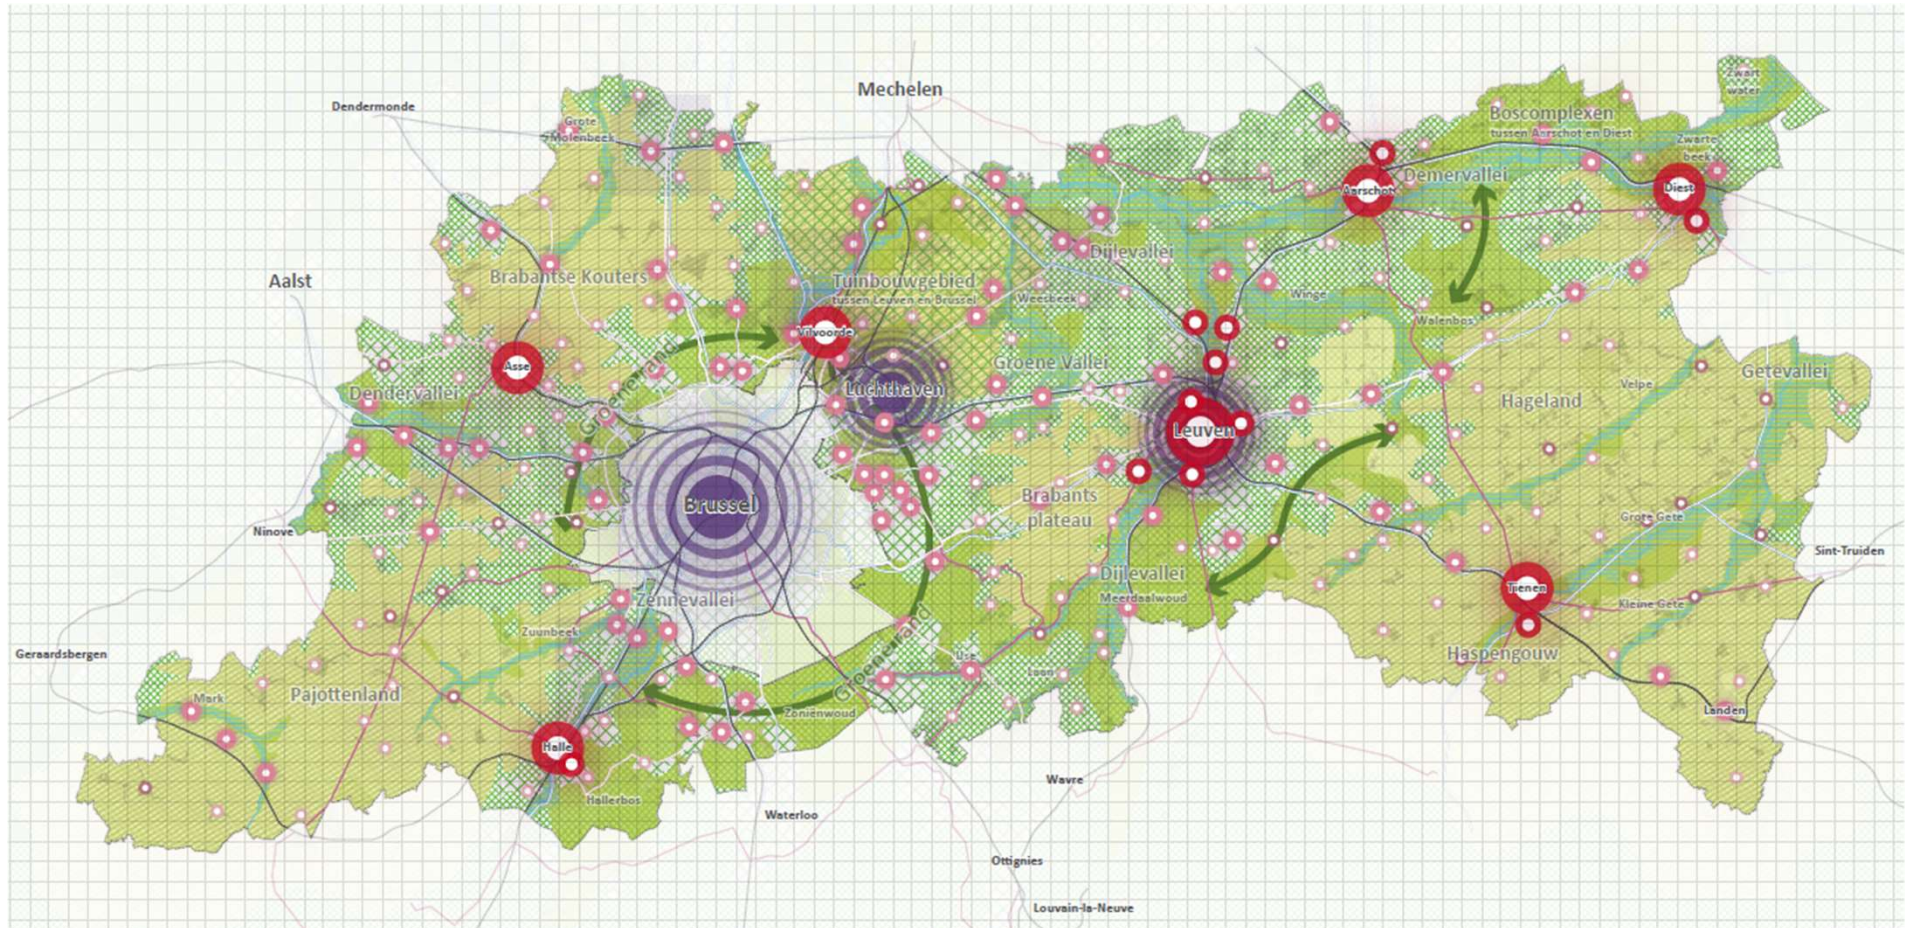 Zwart
water
Mechelen
Dendermonde
Boscomplexen
tussen Aarschot en Diest
Grote
Molenbeek
Zwarte
beek
Demervallei
Aarschot
Diest
Dijlevallei
Brabantse Kouters
Aalst
Tuinbouwgebied
tussen Leuven en Brussel
Weesbeek
Winge
Walenbos
Vilvoorde
Asse
Groenerand
Groene Vallei
Getevallei
Luchthaven
Velpe
Dendervallei
Hageland
Leuven
Brussel
Brabants
plateau
Grote Gete
Ninove
Sint-Truiden
Dijlevallei
Meerdaalwoud
Tienen
Zennevallei
Kleine Gete
Zuunbeek
Groenerand
Geraardsbergen
Haspengouw
IJse
Laan
Mark
Pajottenland
Zoniënwoud
Landen
Halle
Wavre
Hallerbos
Waterloo
Ottignies
Louvain-la-Neuve